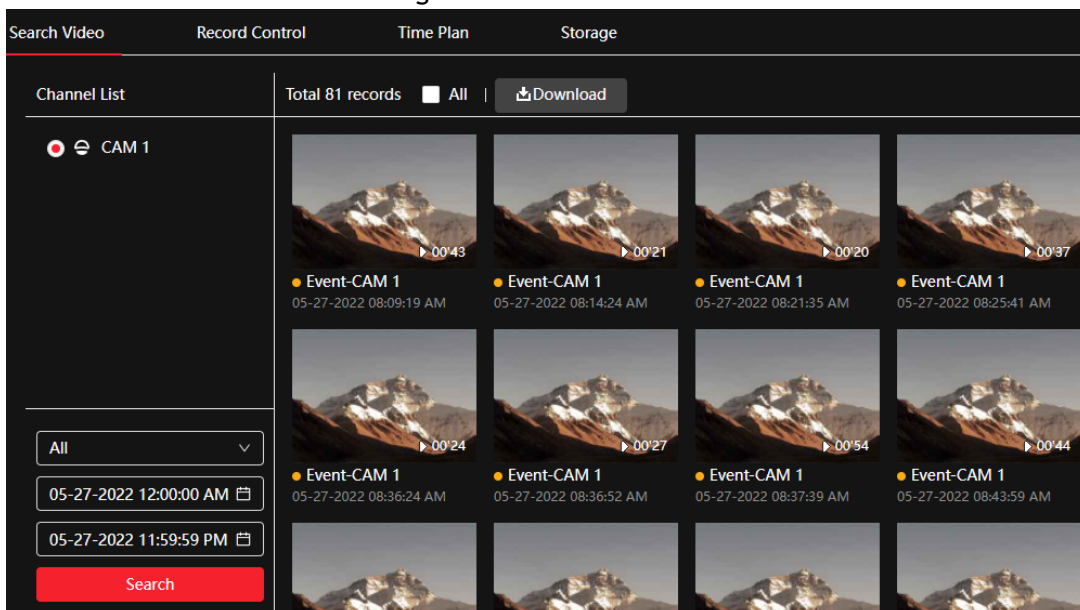 Search Video Record Control Time Plan Storage
Channel List
Total 81 records All | Download
CAM 1
00'43 00'21 00'20 00'37
Event-CAM 1 Event-CAM 1 Event-CAM 1 Event-CAM 1
05-27-2022 08:09:19 AM 05-27-2022 08:14:24 AM 05-27-2022 08:21:35 AM 05-27-2022 08:25:41 AM
00'24 00'27 00'54 00'44
Event-CAM 1 Event-CAM 1 Event-CAM 1 Event-CAM 1
05-27-2022 08:36:24 AM 05-27-2022 08:36:52 AM 05-27-2022 08:37:39 AM 05-27-2022 08:43:59 AM
All
05-27-2022 12:00:00 AM
05-27-2022 11:59:59 PM
Search